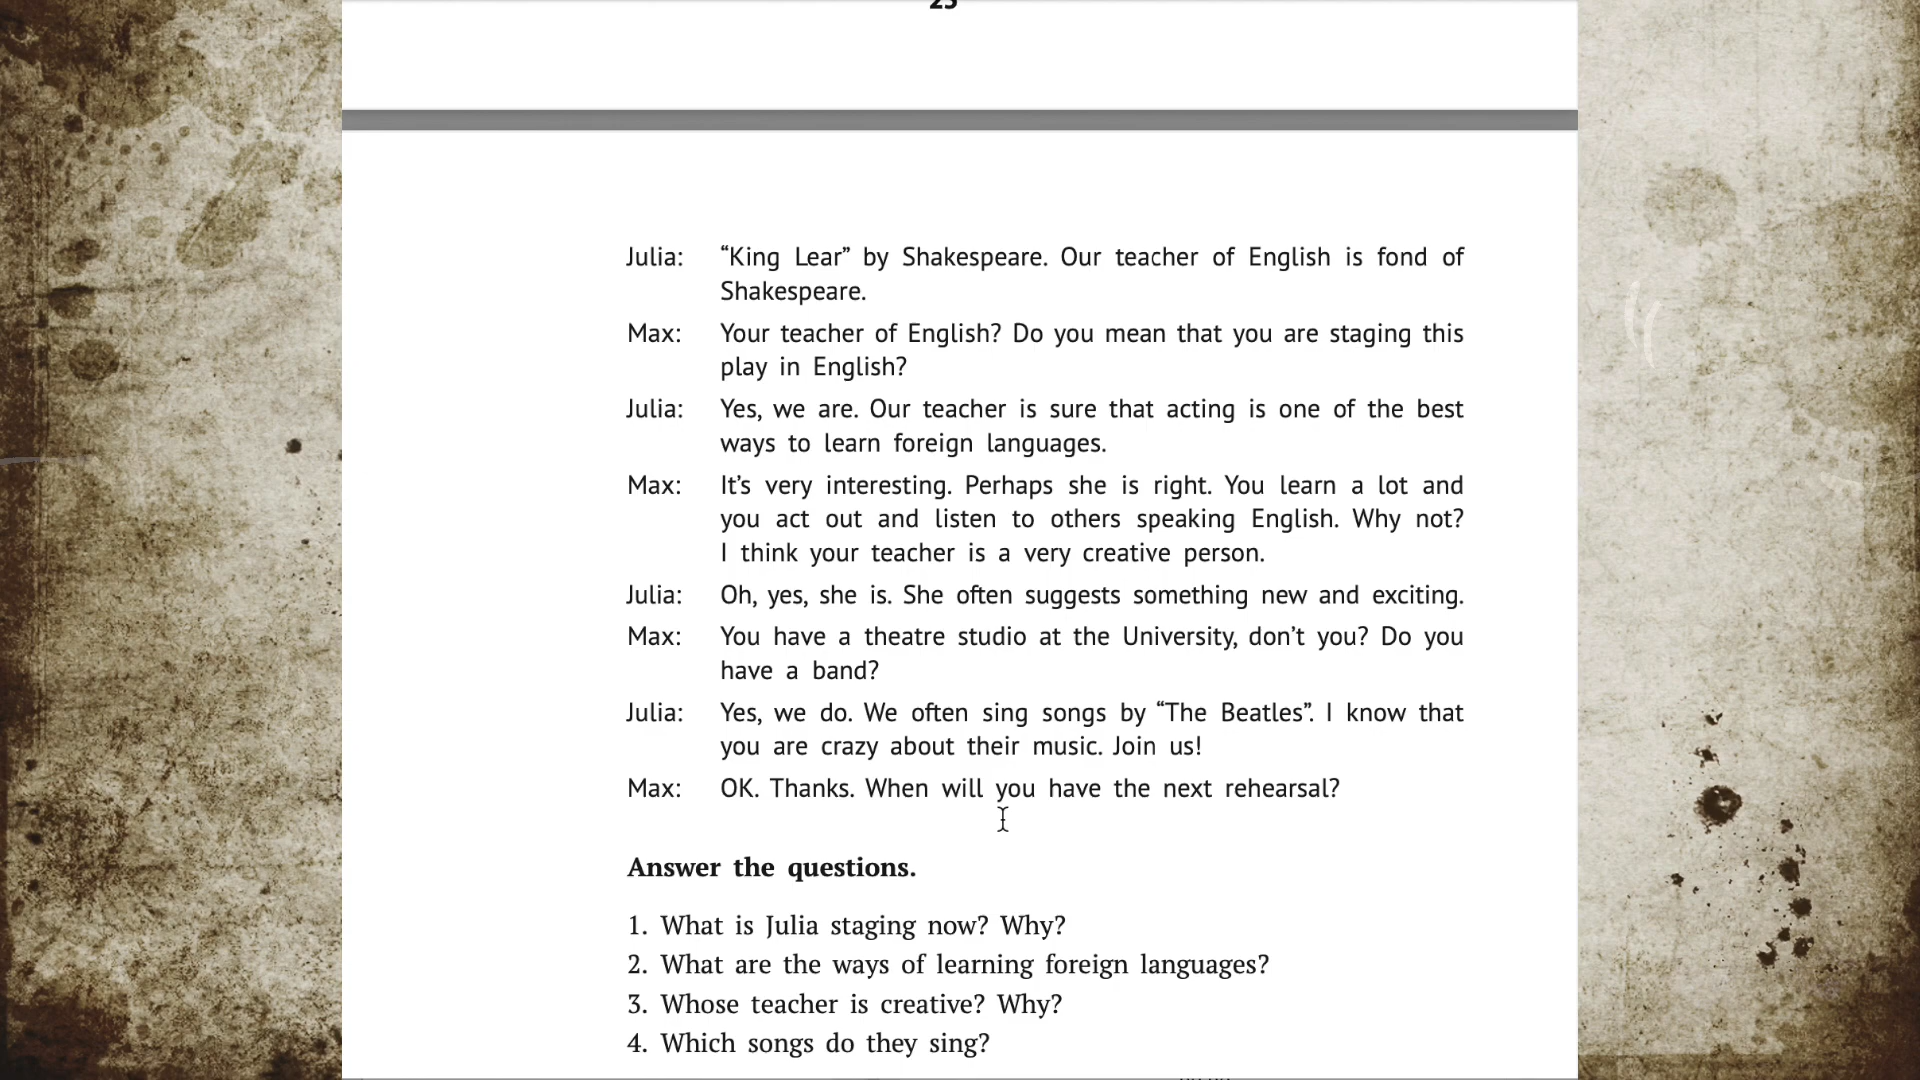 25
Julia: “King Lear” by Shakespeare. Our teacher of English is fond of
Shakespeare.
Max: Your teacher of English? Do you mean that you are staging this
play in English?
Julia: Yes, we are. Our teacher is sure that acting is one of the best
ways to learn foreign languages.
Max: It’s very interesting. Perhaps she is right. You learn a lot and
you act out and listen to others speaking English. Why not?
I think your teacher is a very creative person.
Julia: Oh, yes, she is. She often suggests something new and exciting.
Max: You have a theatre studio at the University, don’t you? Do you
have a band?
Julia: Yes, we do. We often sing songs by “The Beatles”. I know that
you are crazy about their music. Join us!
Max: OK. Thanks. When will you have the next rehearsal?
Answer the questions.
1. What is Julia staging now? Why?
2. What are the ways of learning foreign languages?
3. Whose teacher is creative? Why?
4. Which songs do they sing?